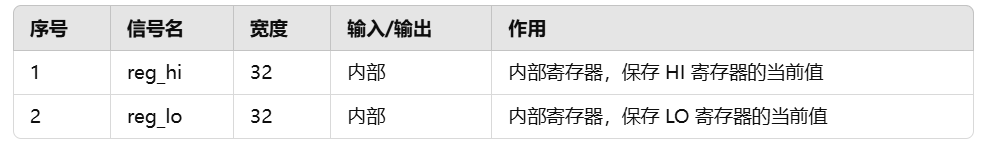 序号 信号名 宽度 输入/输出 作用
1 reg_hi 32 内部 内部寄存器，保存 HI 寄存器的当前值
2 reg_lo 32 内部 内部寄存器，保存 LO 寄存器的当前值